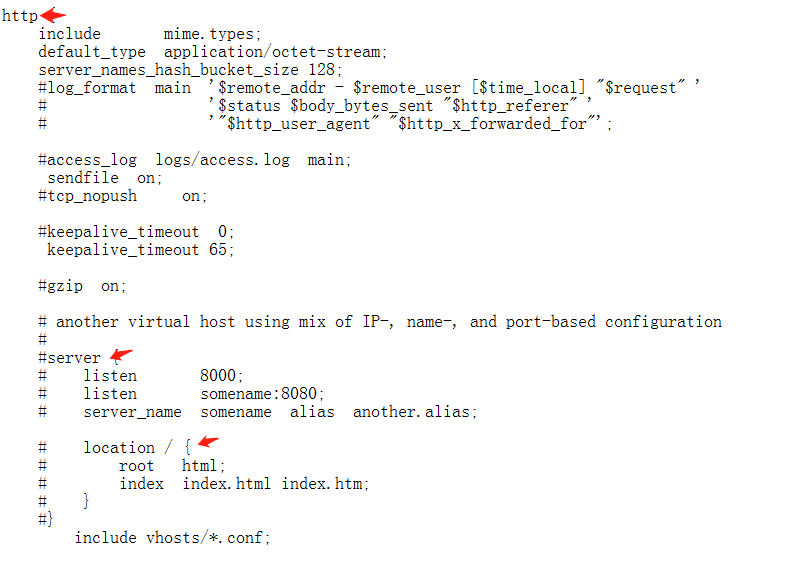 http
    include       mime.types;
    default_type  application/octet-stream;
    server_names_hash_bucket_size 128;
    #log_format  main  '$remote_addr - $remote_user [$time_local] "$request" '
    #                  '$status $body_bytes_sent "$http_referer" '
    #                  '"$http_user_agent" "$http_x_forwarded_for"';

    #access_log  logs/access.log  main;
     sendfile  on;
    #tcp_nopush     on;

    #keepalive_timeout  0;
     keepalive_timeout 65;

    #gzip  on;

    # another virtual host using mix of IP-, name-, and port-based configuration
    #
    #server
    #    listen       8000;
    #    listen       somename:8080;
    #    server_name  somename  alias  another.alias;

    #    location / {
    #        root   html;
    #        index  index.html index.htm;
    #    }
    #}
        include vhosts/*.conf;